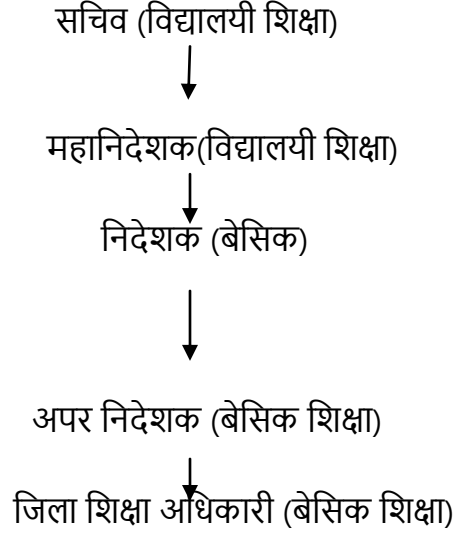 सचिव (विद्यालयी शिक्षा)
महानिदेशक(विद्यालयी शिक्षा)
निदेशक (बेसिक)
अपर निदेशक (बेसिक शिक्षा)
जिला शिक्षा अधिकारी (बेसिक शिक्षा)